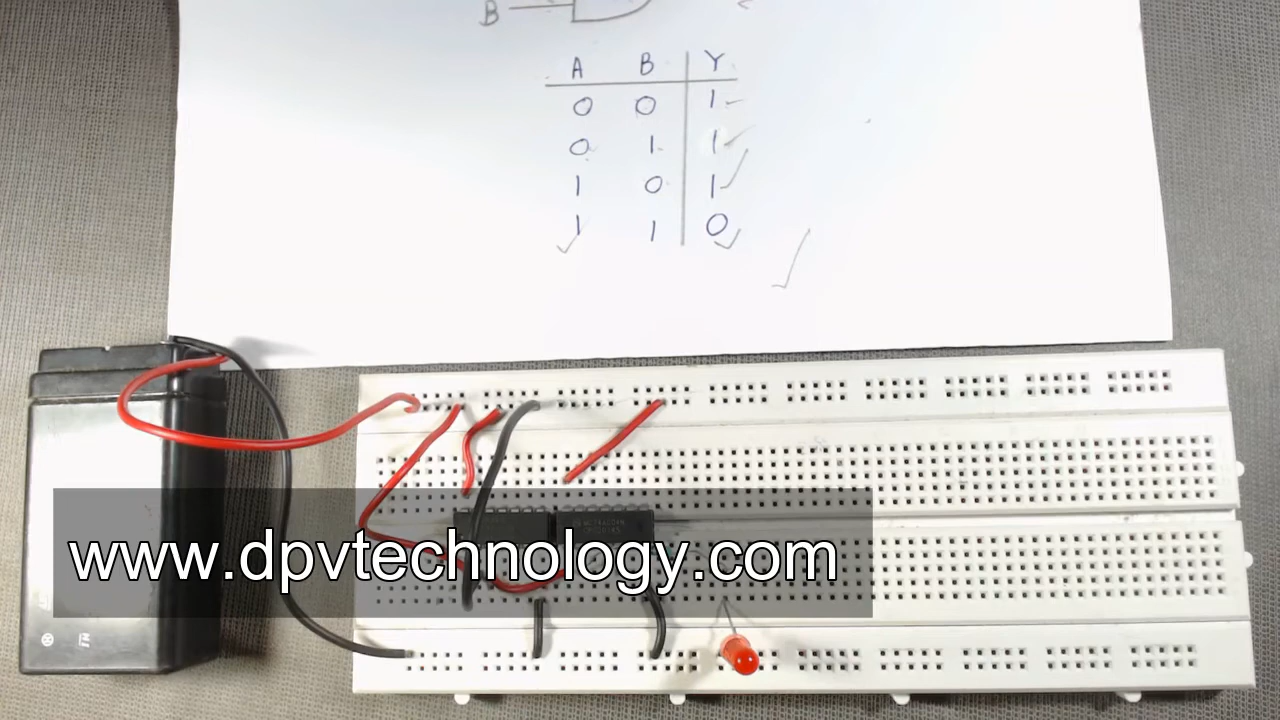 B
A B Y
0 0 1
0 1 1
1 0 1
1 1 0
www.dpvtechnology.com